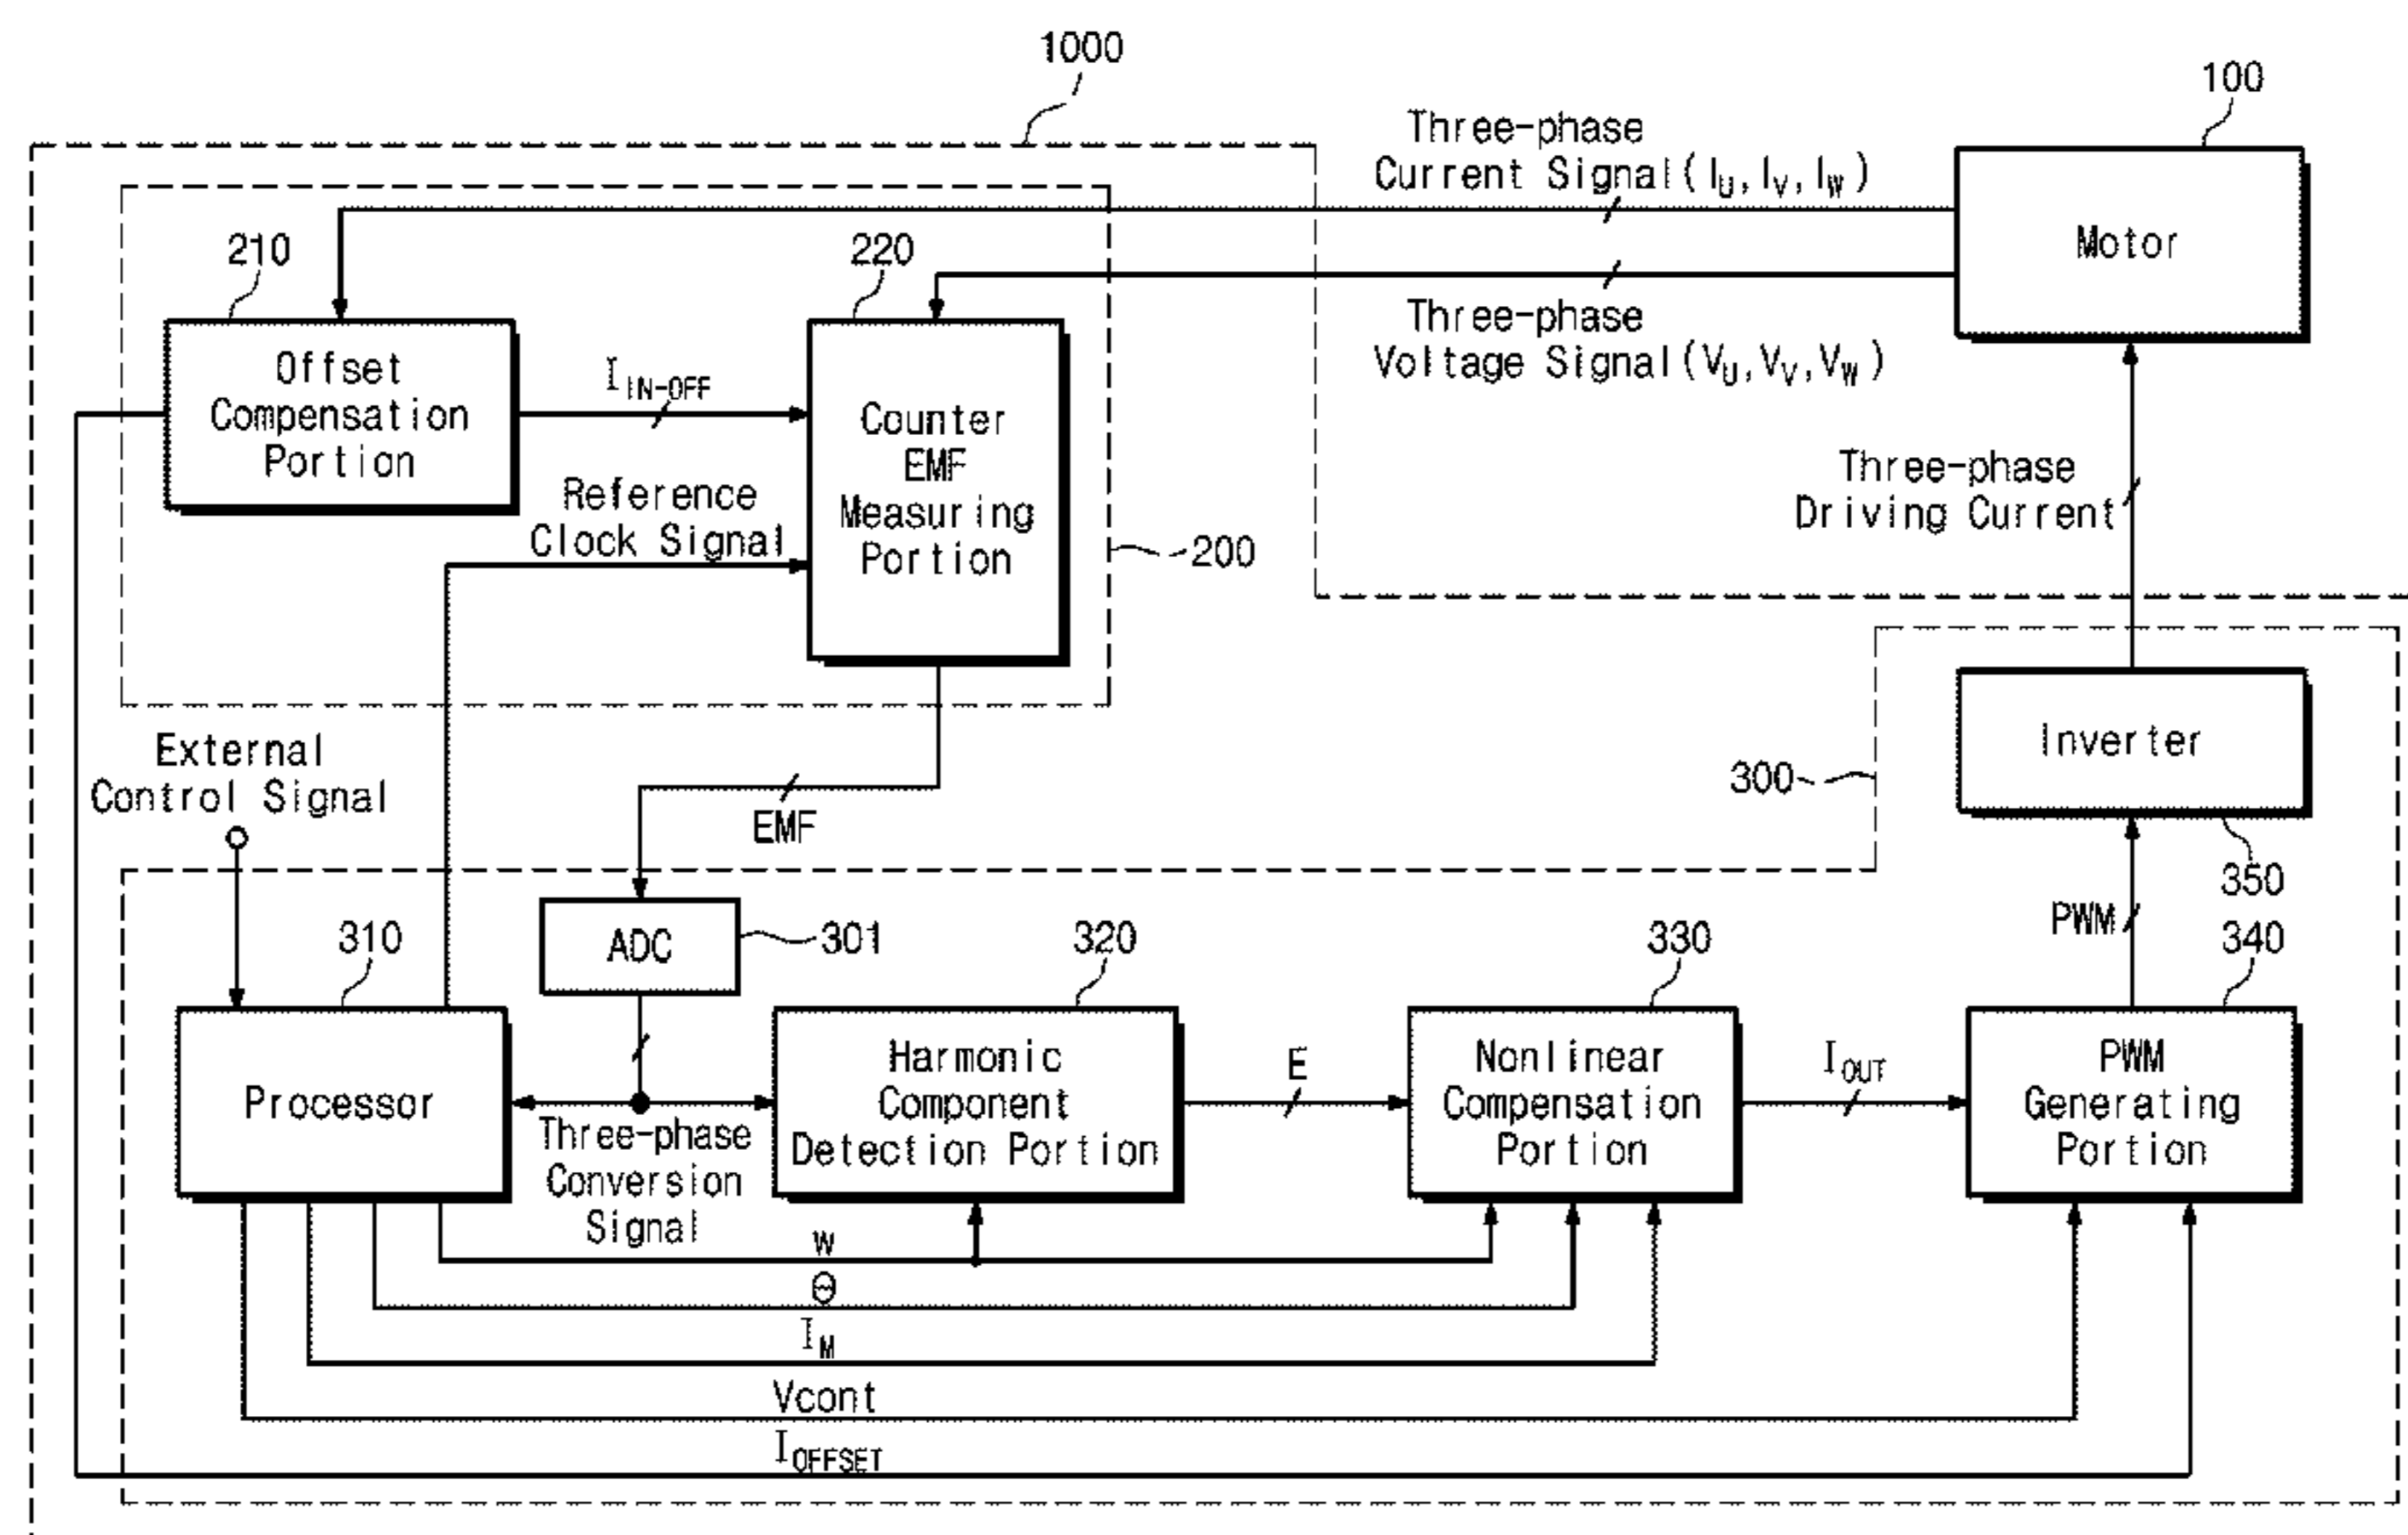 1000
100
Three-phase
Current Signal(IU,IV,IW)
Motor
210
220
Three-phase
Voltage Signal(VU,VV,VW)
Offset
Compensation
Portion
IIN-OFF
Counter
EMF
Measuring
Portion
Reference
Clock Signal
200
Three-phase
Driving Current
External
Control Signal
EMF
300
Inverter
350
PWM
310
ADC
301
320
330
340
Processor
Three-phase
Conversion
Signal
Harmonic
Component
Detection Portion
E
Nonlinear
Compensation
Portion
IOUT
PWM
Generating
Portion
W
Θ
IM
Vcont
IOFFSET